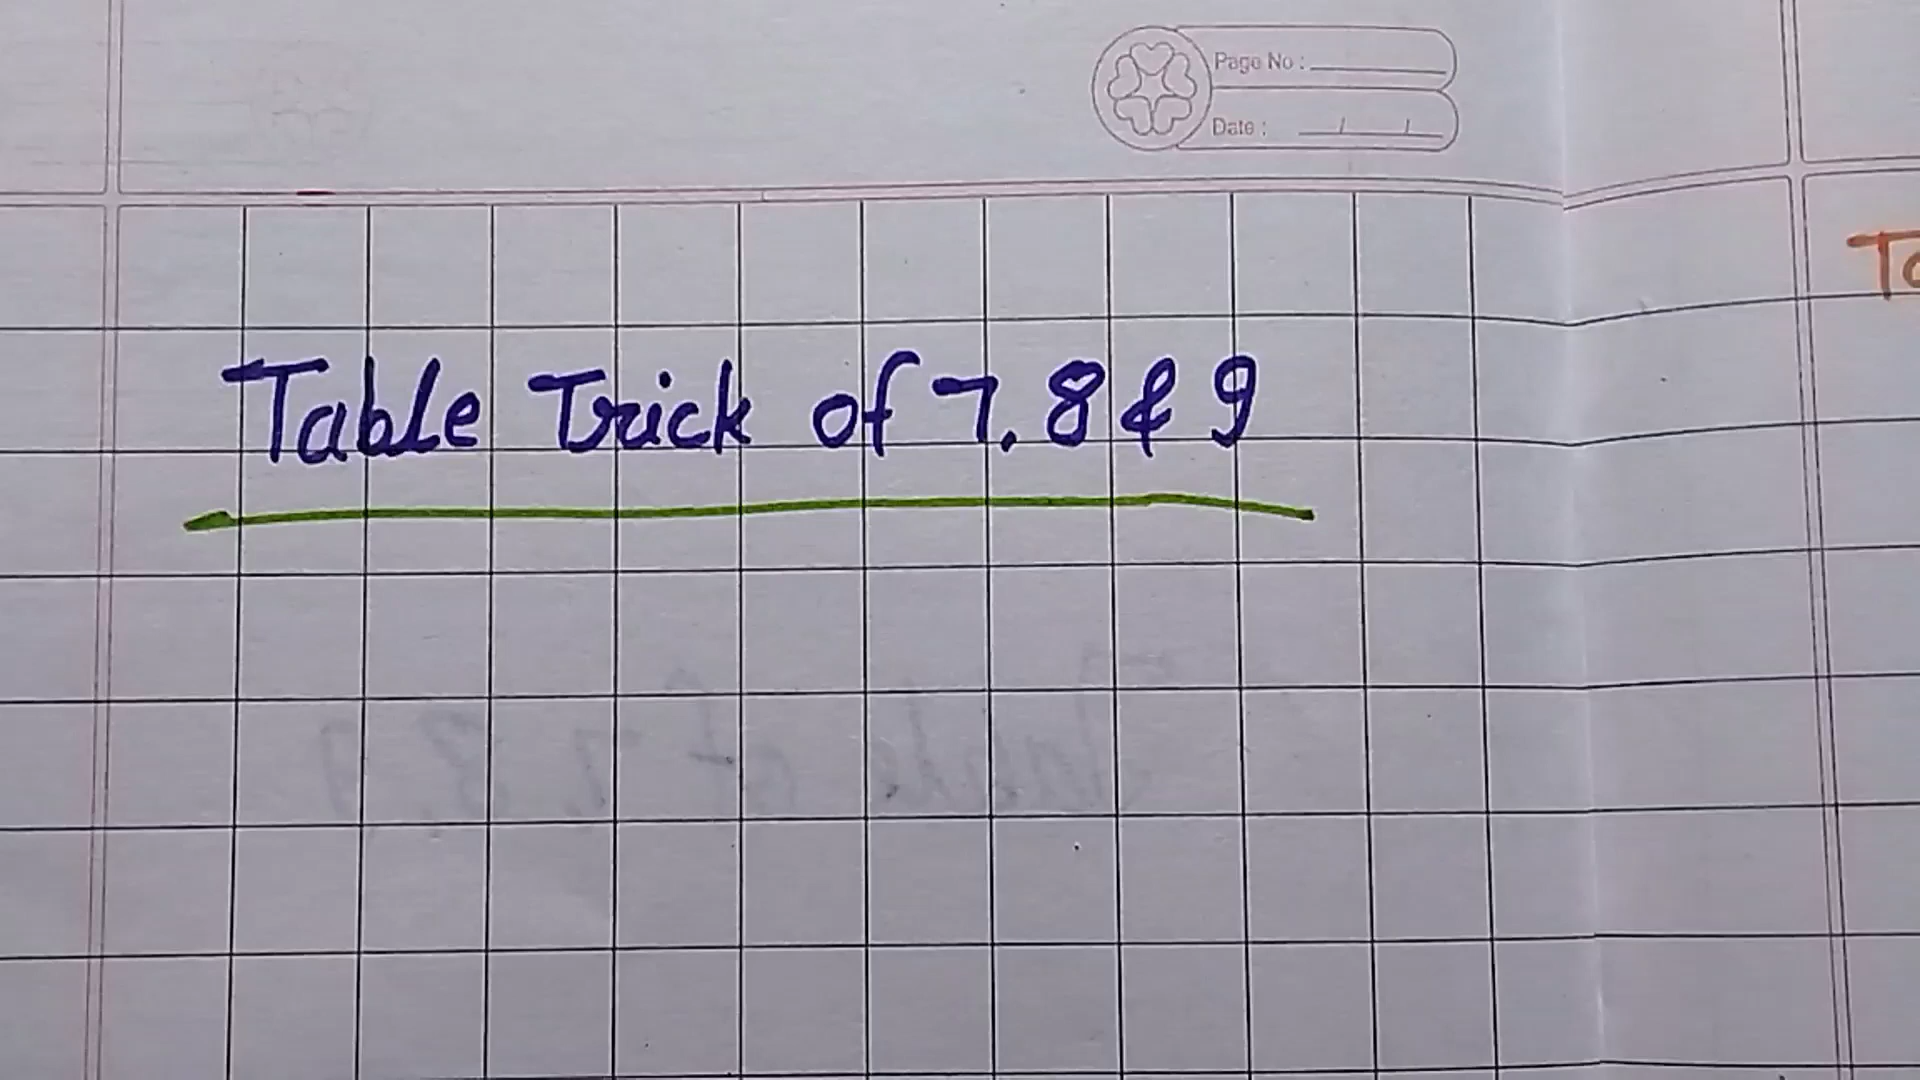 Page No :
Date :
Table Trick of 7, 8 & 9